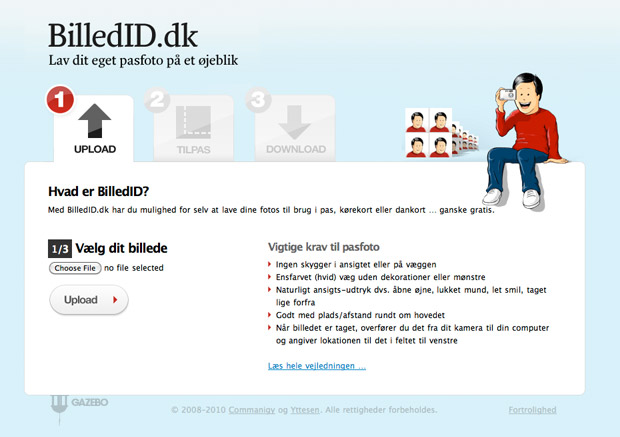 BilledID.dk
Lav dit eget pasfoto på et øjeblik
1 2 3
UPLOAD TILPAS DOWNLOAD
Hvad er BilledID?
Med BilledID.dk har du mulighed for selv at lave dine fotos til brug i pas, kørekort eller dankort ... ganske gratis.
1/3 Vælg dit billede
Choose File no file selected
Upload
Vigtige krav til pasfoto
Ingen skygger i ansigtet eller på væggen
Ensfarvet (hvid) væg uden dekorationer eller mønstre
Naturligt ansigts-udtryk dvs. åbne øjne, lukket mund, let smil, taget
lige forfra
Godt med plads/afstand rundt om hovedet
Når billedet er taget, overfører du det fra dit kamera til din computer
og angiver lokationen til det i feltet til venstre
Læs hele vejledningen ...
GAZEBO
© 2008-2010 Commanigy og Yttesen. Alle rettigheder forbeholdes.
Fortrolighed